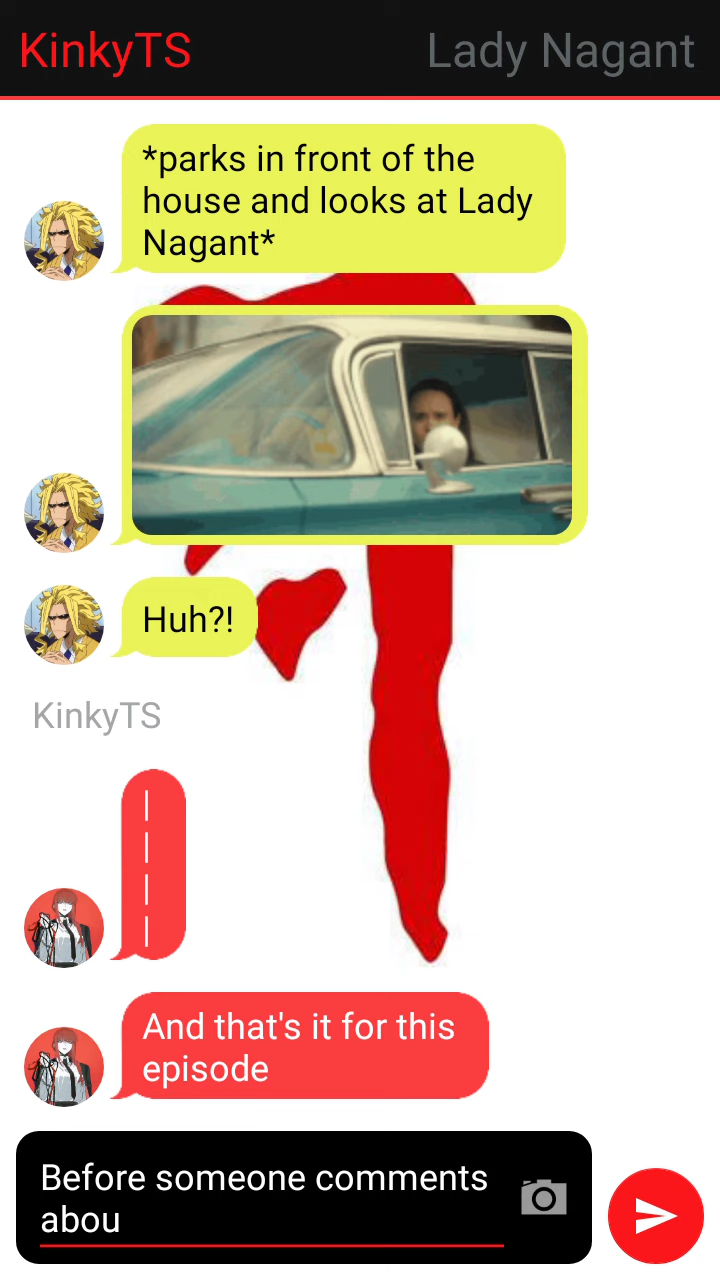 KinkyTS
Lady Nagant
*parks in front of the
house and looks at Lady
Nagant*
Huh?!
KinkyTS
|
|
|
|
And that's it for this
episode
Before someone comments
abou